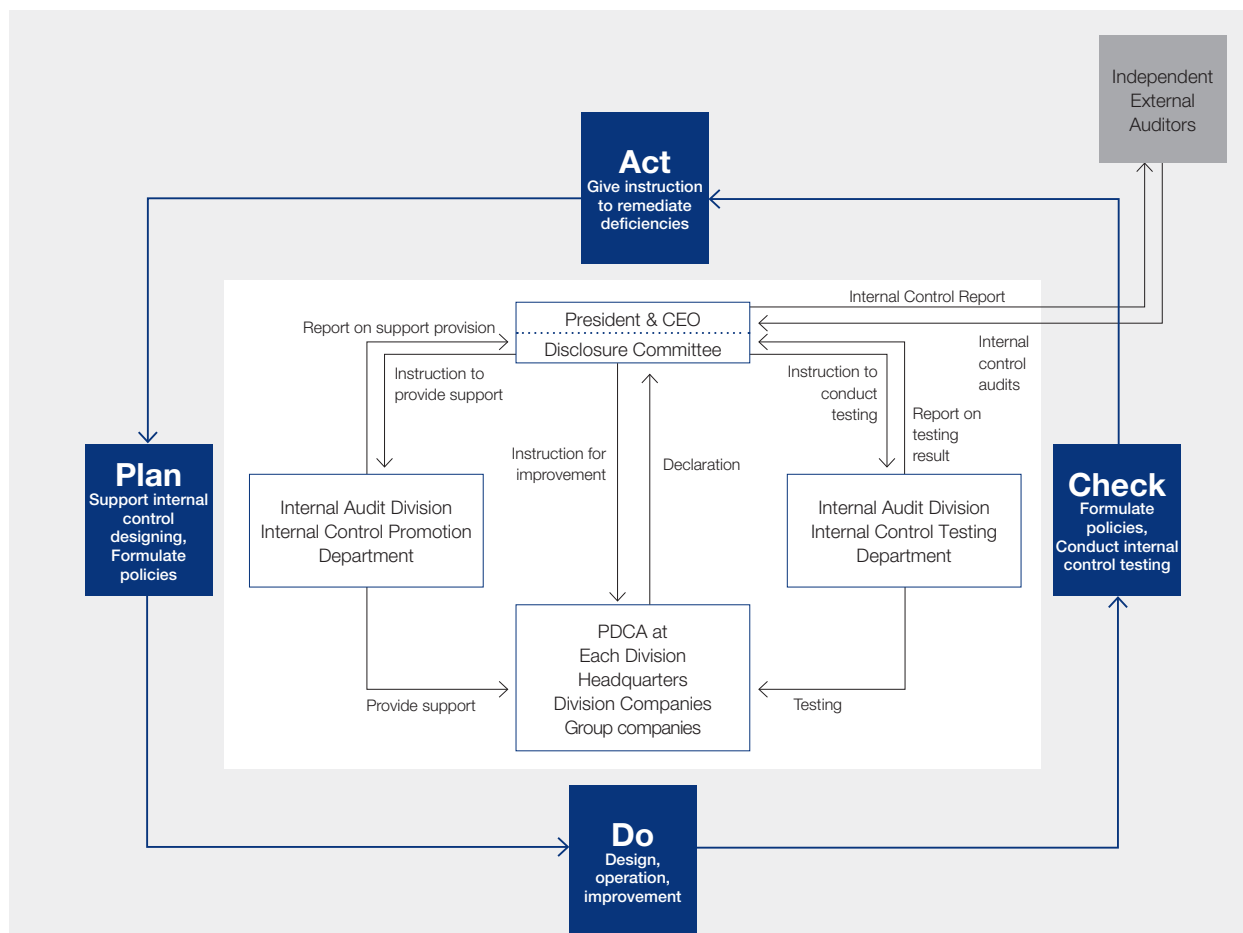 Independent
External
Auditors
Act
Give instruction
to remediate
deficiencies
Internal Control Report
Report on support provision
President & CEO
Disclosure Committee
Internal
control
audits
Instruction to
provide support
Instruction to
conduct
testing
Report on
testing
result
Instruction for
improvement
Declaration
Plan
Support internal
control
designing,
Formulate
policies
Internal Audit Division
Internal Control Promotion
Department
Internal Audit Division
Internal Control Testing
Department
Check
Formulate
policies,
Conduct internal
control testing
PDCA at
Each Division
Headquarters
Division Companies
Group companies
Provide support
Testing
Do
Design,
operation,
improvement